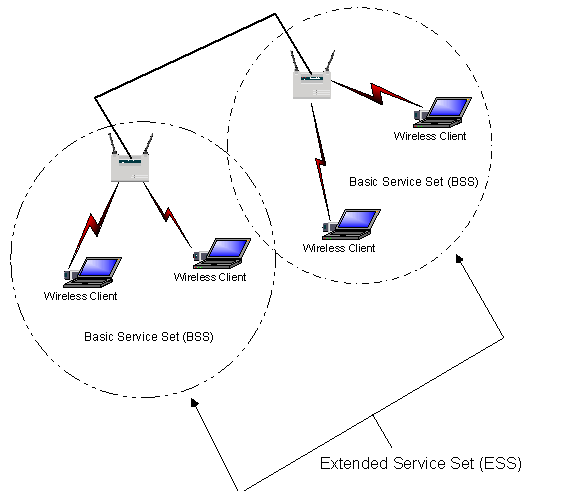 Wireless Client
Basic Service Set (BSS)
Wireless Client
Wireless Client
Wireless Client
Basic Service Set (BSS)
Extended Service Set (ESS)